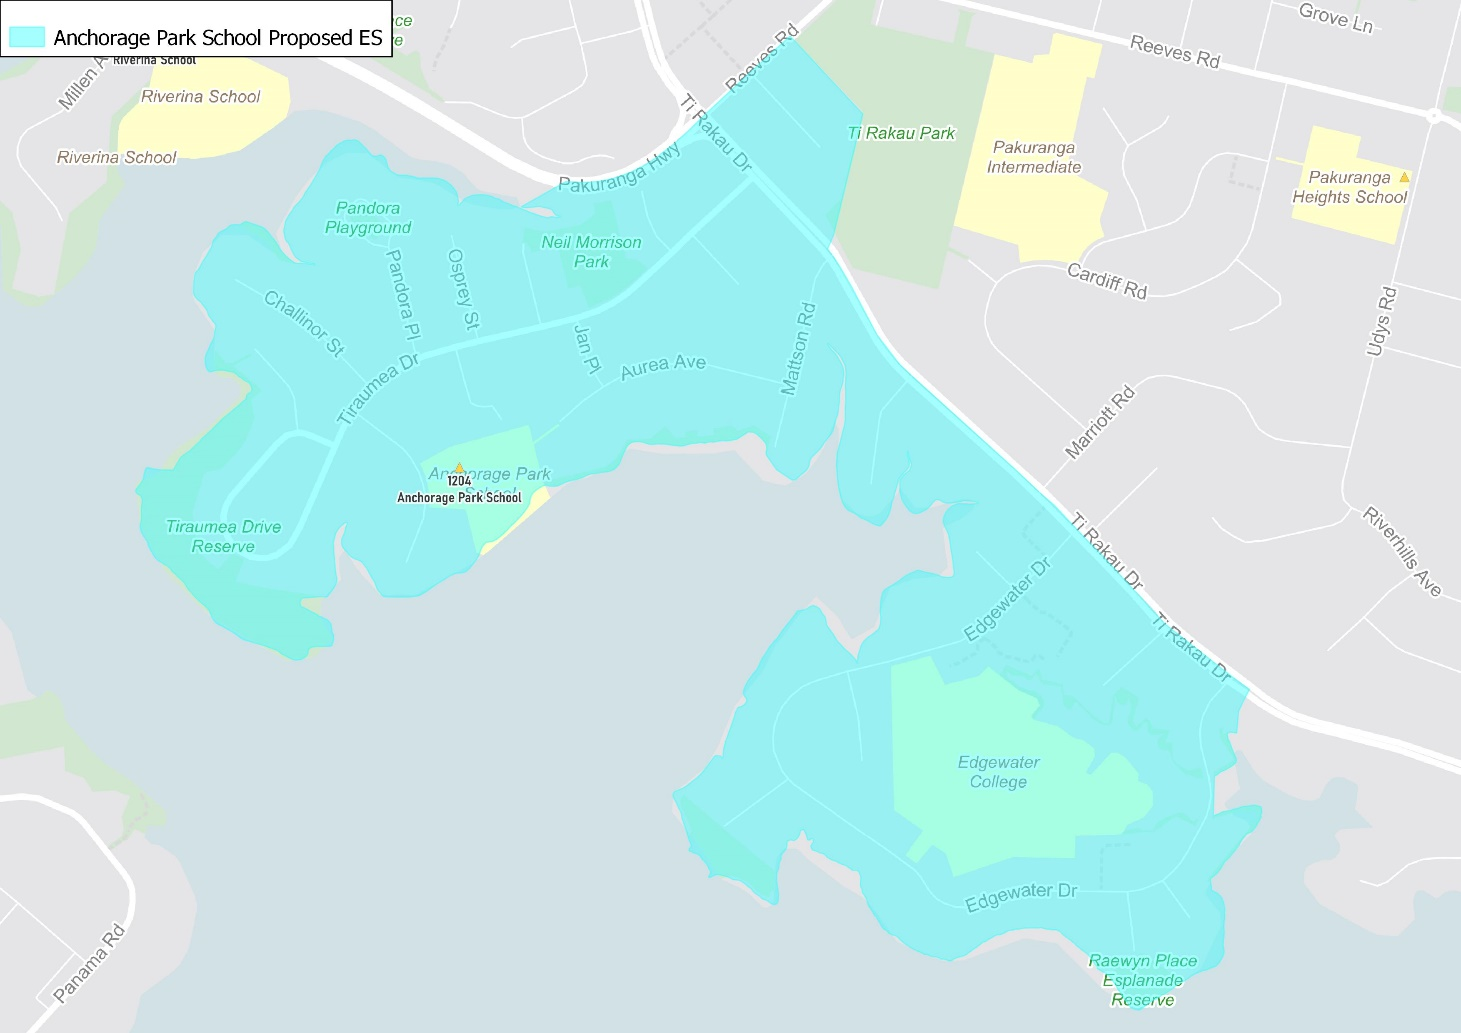 Anchorage Park School Proposed ES
Riverina School
Millen A
Riverina School
Riverina School
Grove Ln
Reeves Rd
Reeves Rd
Ti Rakau Dr
Pakuranga Hwy
Ti Rakau Park
Pakuranga
Intermediate
Pakuranga
Heights School
Pandora
Playground
Neil Morrison
Park
Pandora Pl
Osprey St
Challinor St
Jan Pl
Aurea Ave
Mattson Rd
Tiraumea Dr
Cardiff Rd
Udys Rd
Marriott Rd
Riverhills Ave
Anchorage Park
School
1204
Anchorage Park School
Tiraumea Drive
Reserve
Ti Rakau Dr
Ti Rakau Dr
Edgewater Dr
Edgewater
College
Edgewater Dr
Raewyn Place
Esplanade
Reserve
Panama Rd